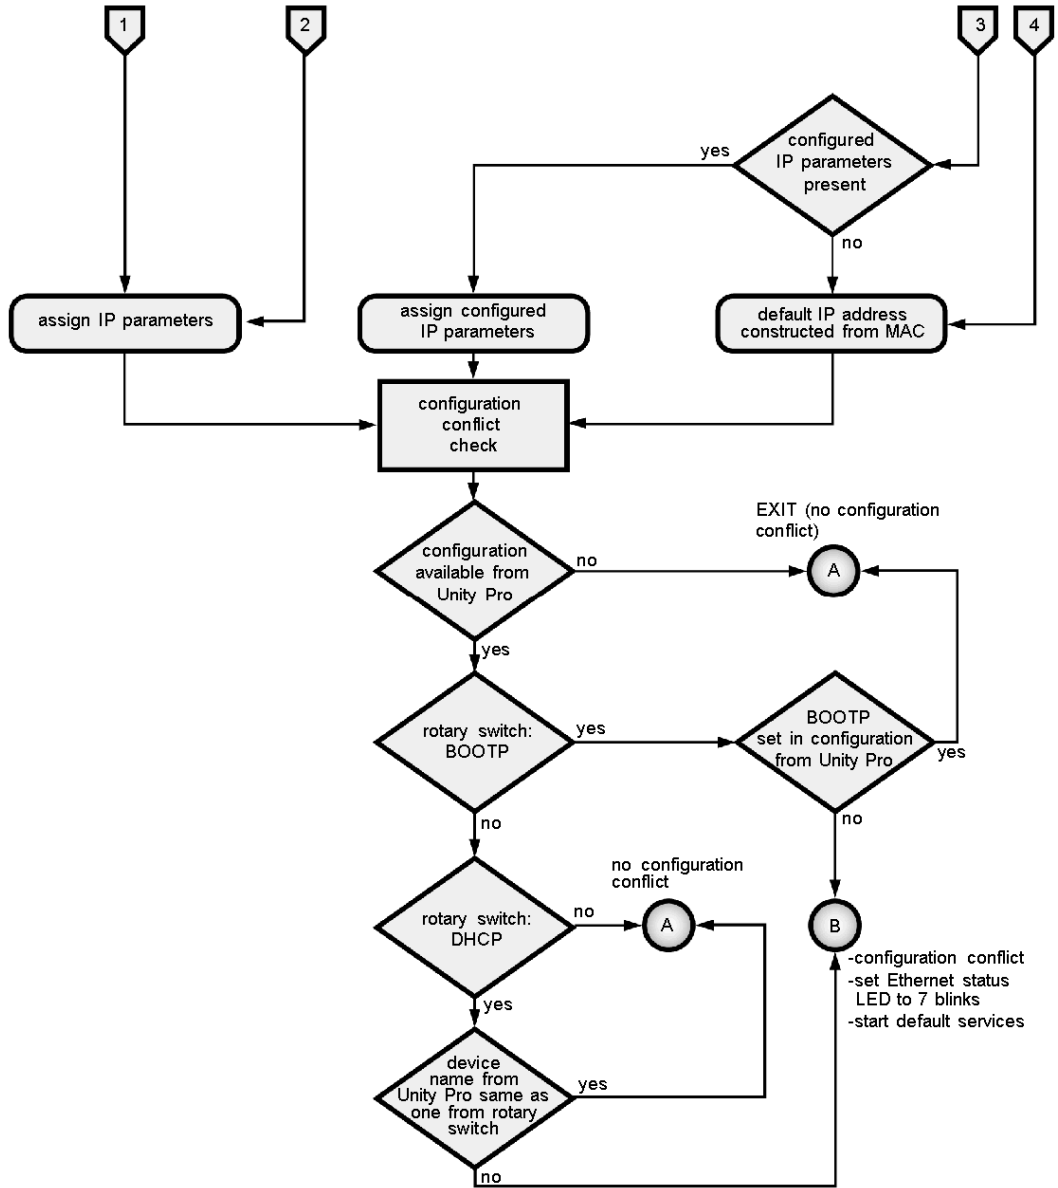 1
2
3
4
configured
IP parameters
present
yes
no
assign IP parameters
assign configured
IP parameters
default IP address
constructed from MAC
configuration
conflict
check
EXIT (no configuration
conflict)
configuration
available from
Unity Pro
no
A
yes
rotary switch:
BOOTP
yes
BOOTP
set in configuration
from Unity Pro
yes
no
no
no configuration
conflict
rotary switch:
DHCP
no
A
B
-configuration conflict
-set Ethernet status
LED to 7 blinks
-start default services
yes
device
name from
Unity Pro same as
one from rotary
switch
yes
no